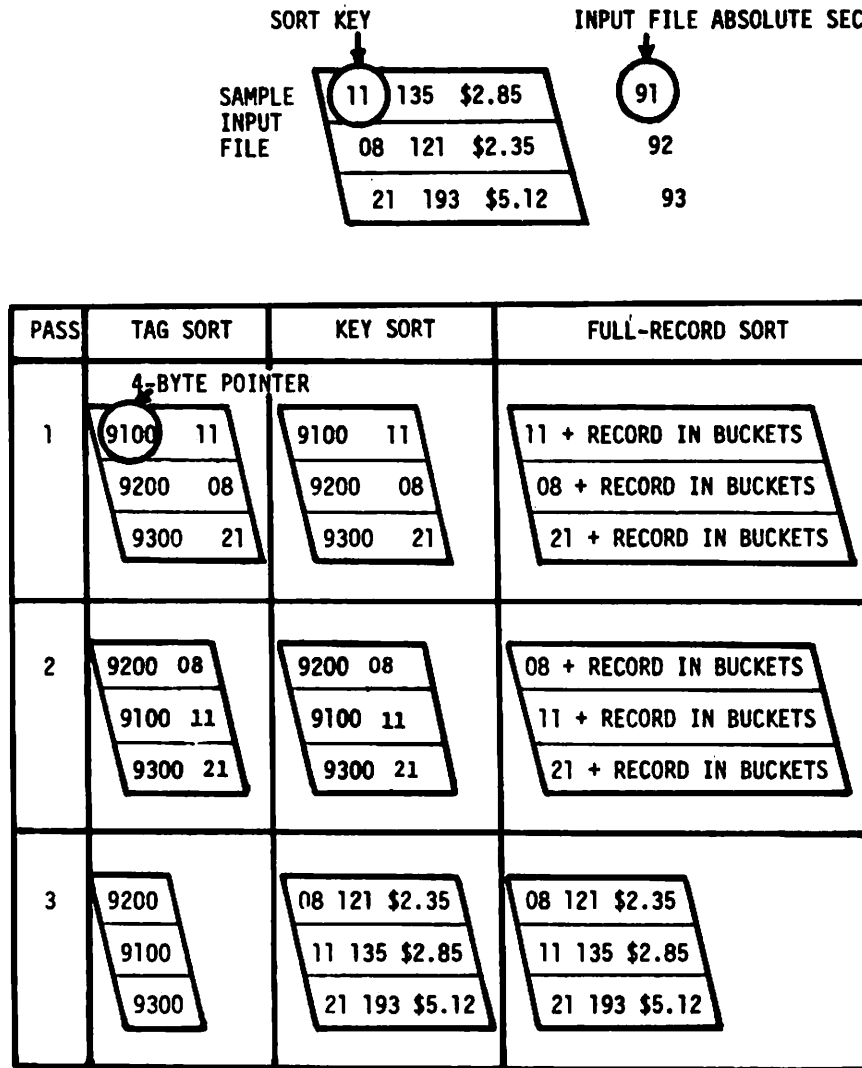 SORT KEY
INPUT FILE ABSOLUTE SEC
SAMPLE INPUT FILE
11 135 $2.85 91
08 121 $2.35 92
21 193 $5.12 93
PASS TAG SORT KEY SORT FULL-RECORD SORT
4-BYTE POINTER
1
9100 11
9200 08
9300 21
9100 11
9200 08
9300 21
11 + RECORD IN BUCKETS
08 + RECORD IN BUCKETS
21 + RECORD IN BUCKETS
2
9200 08
9100 11
9300 21
9200 08
9100 11
9300 21
08 + RECORD IN BUCKETS
11 + RECORD IN BUCKETS
21 + RECORD IN BUCKETS
3
9200
9100
9300
08 121 $2.35
11 135 $2.85
21 193 $5.12
08 121 $2.35
11 135 $2.85
21 193 $5.12